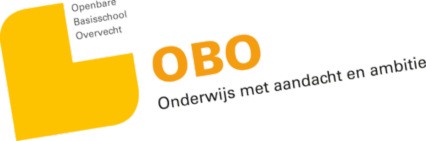 Openbare
Basisschool
Overvecht
OBO
Onderwijs met aandacht en ambitie